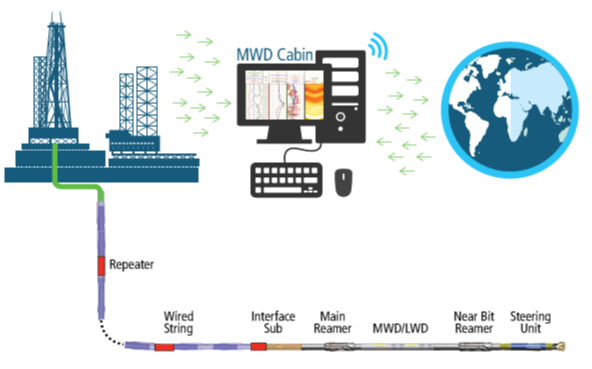 MWD Cabin
Repeater
Wired
String
Interface
Sub
Main
Reamer
MWD/LWD
Near Bit
Reamer
Steering
Unit